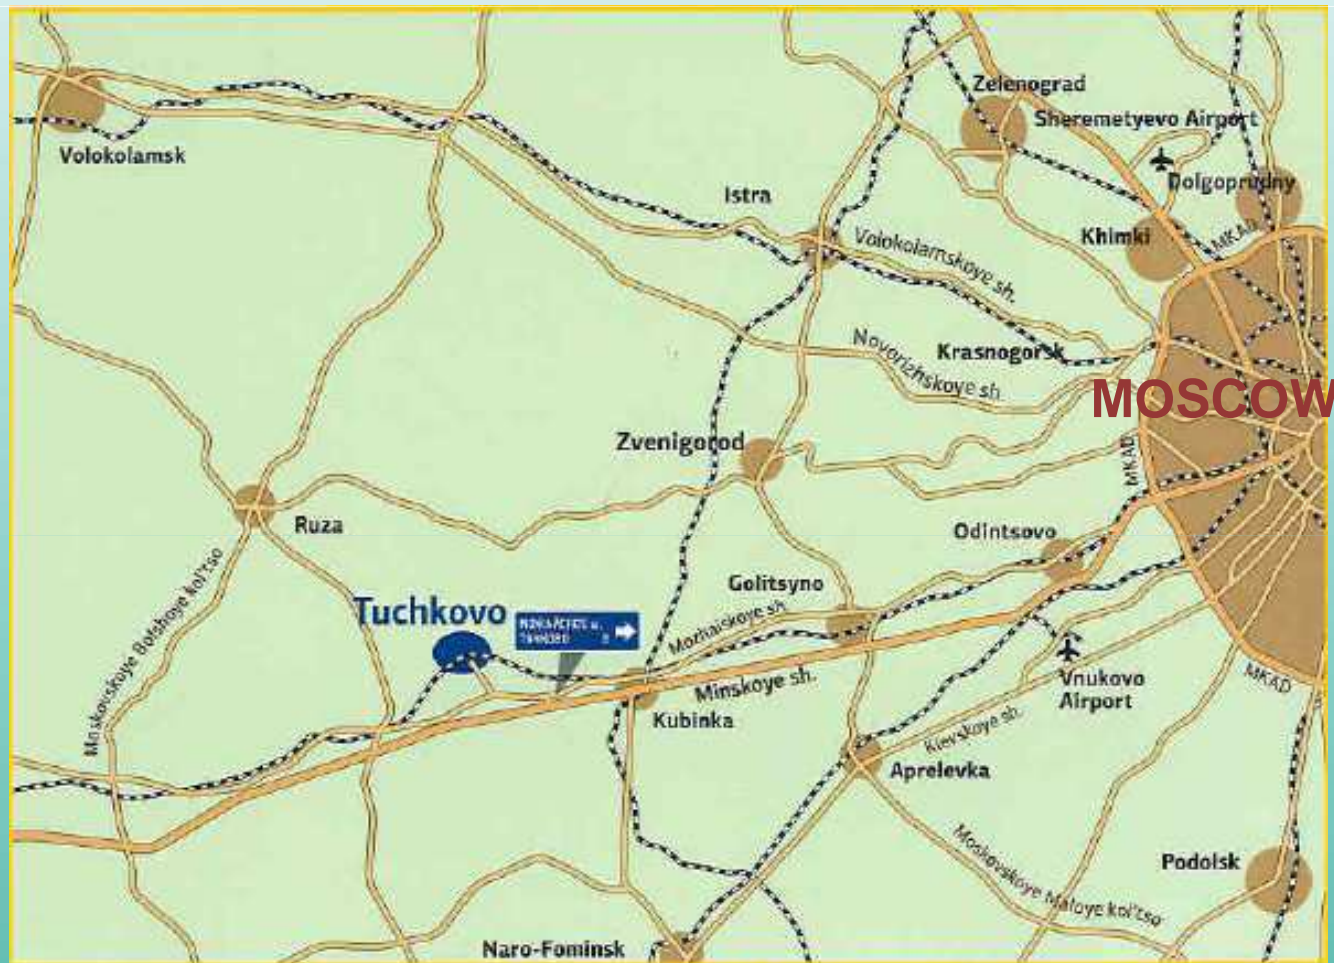 Zelenograd
Sheremetyevo Airport
Volokolamsk
Dolgoprudny
Istra
Khimki
MKAD
Volokolamskoye sh.
Krasnogorsk
Novorizhskoye sh.
MOSCOW
Zvenigorod
MKAD
Ruza
Odintsovo
Golitsyno
Tuchkovo
Mozhaiskoye sh.
Moskovskoye Bol'shoye kol'tso
Minskoye sh.
Vnukovo
Airport
MKAD
Kubinka
Kievskoye sh.
Aprelevka
Moskovskoye Maloye kol'tso
Podolsk
Naro-Fominsk